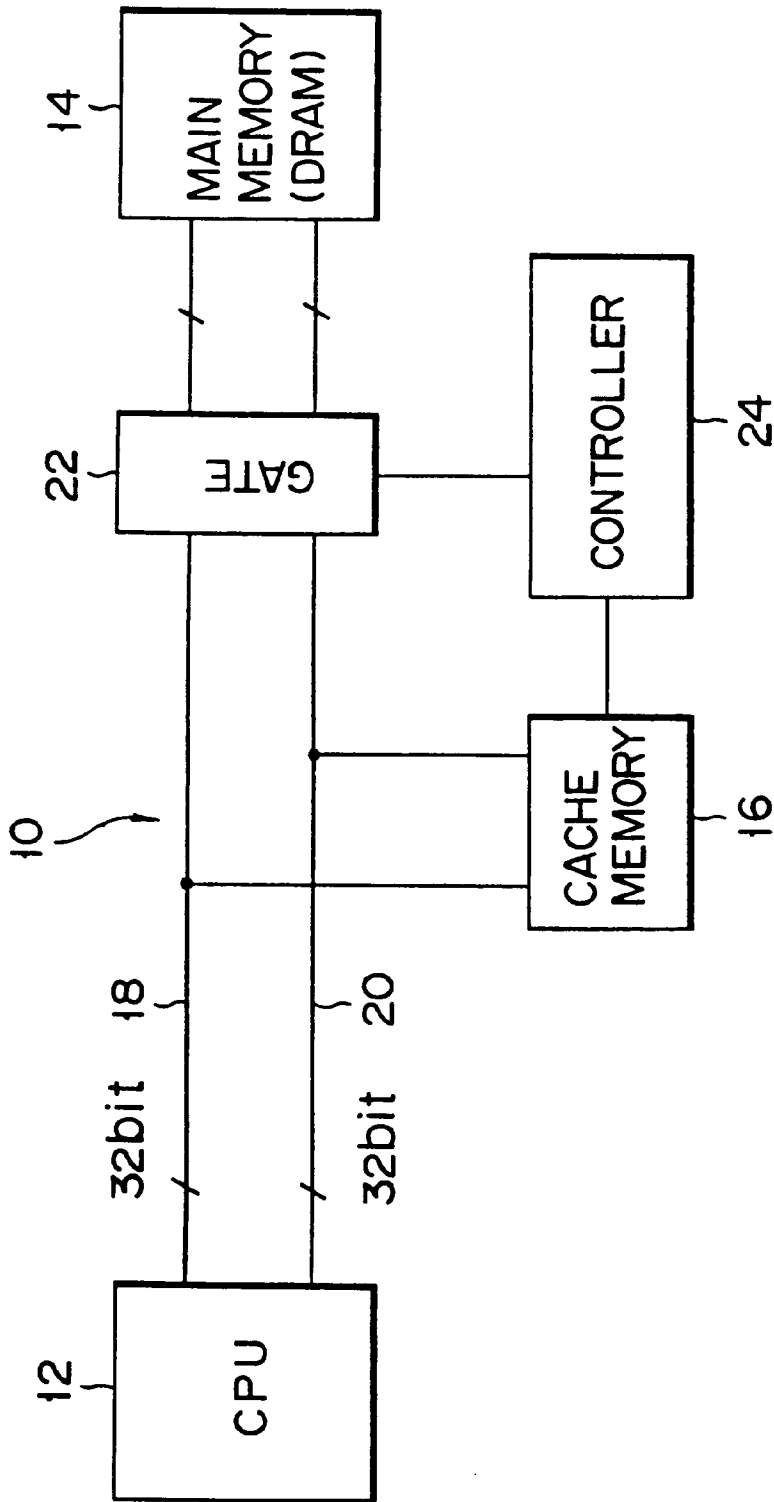 10
12
CPU
32bit
18
32bit
20
22
GATE
14
MAIN
MEMORY
(DRAM)
CACHE
MEMORY
16
CONTROLLER
24